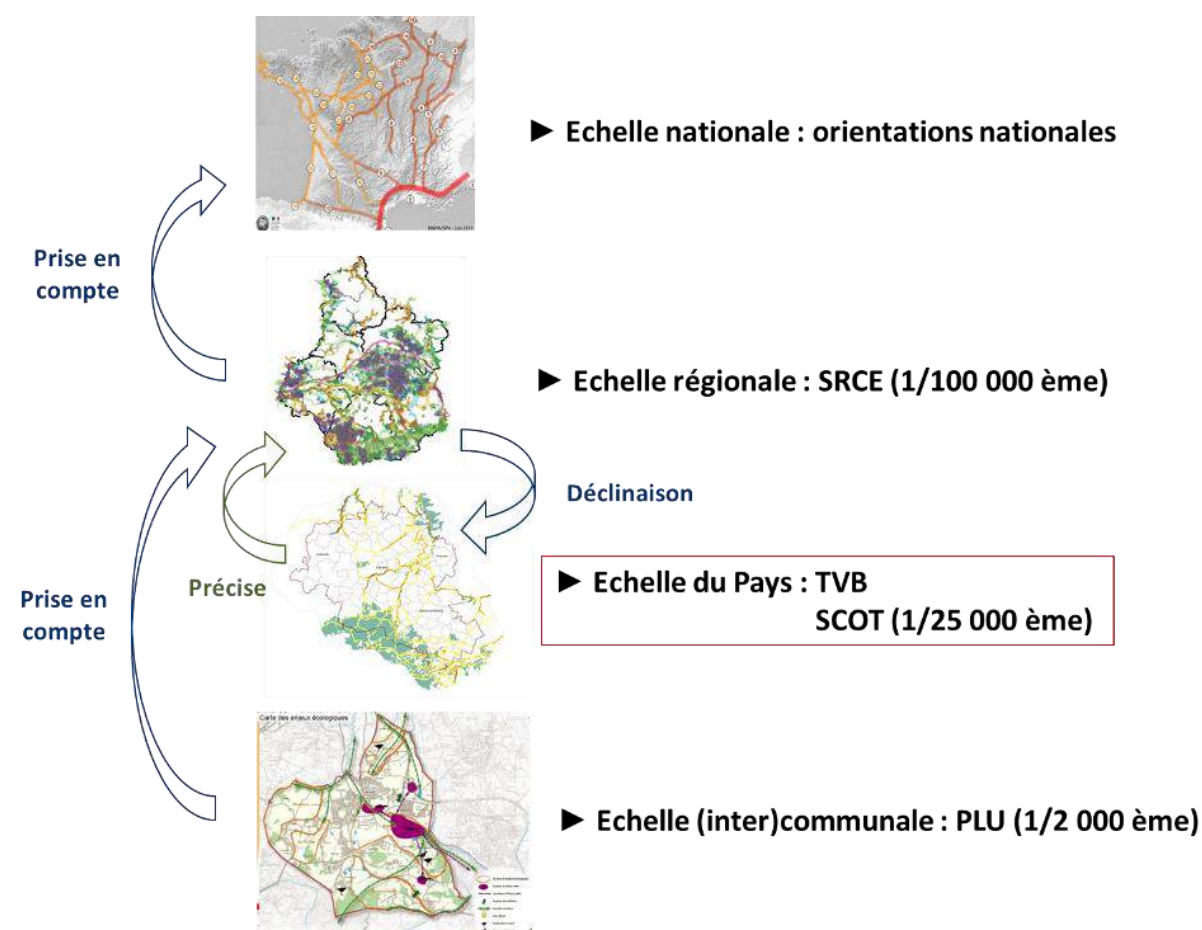 ► Echelle nationale : orientations nationales
Prise en
compte
► Echelle régionale : SRCE (1/100 000 ème)
Déclinaison
Précise
► Echelle du Pays : TVB
SCOT (1/25 000 ème)
Prise en
compte
Carte des enjeux écologiques
► Echelle (inter)communale : PLU (1/2 000 ème)